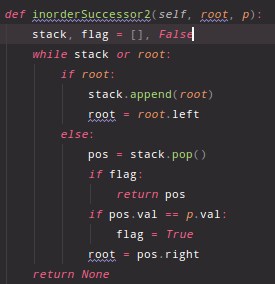 def inorderSuccessor2(self, root, p):
    stack, flag = [], False
    while stack or root:
        if root:
            stack.append(root)
            root = root.left
        else:
            pos = stack.pop()
            if flag:
                return pos
            if pos.val == p.val:
                flag = True
            root = pos.right
    return None